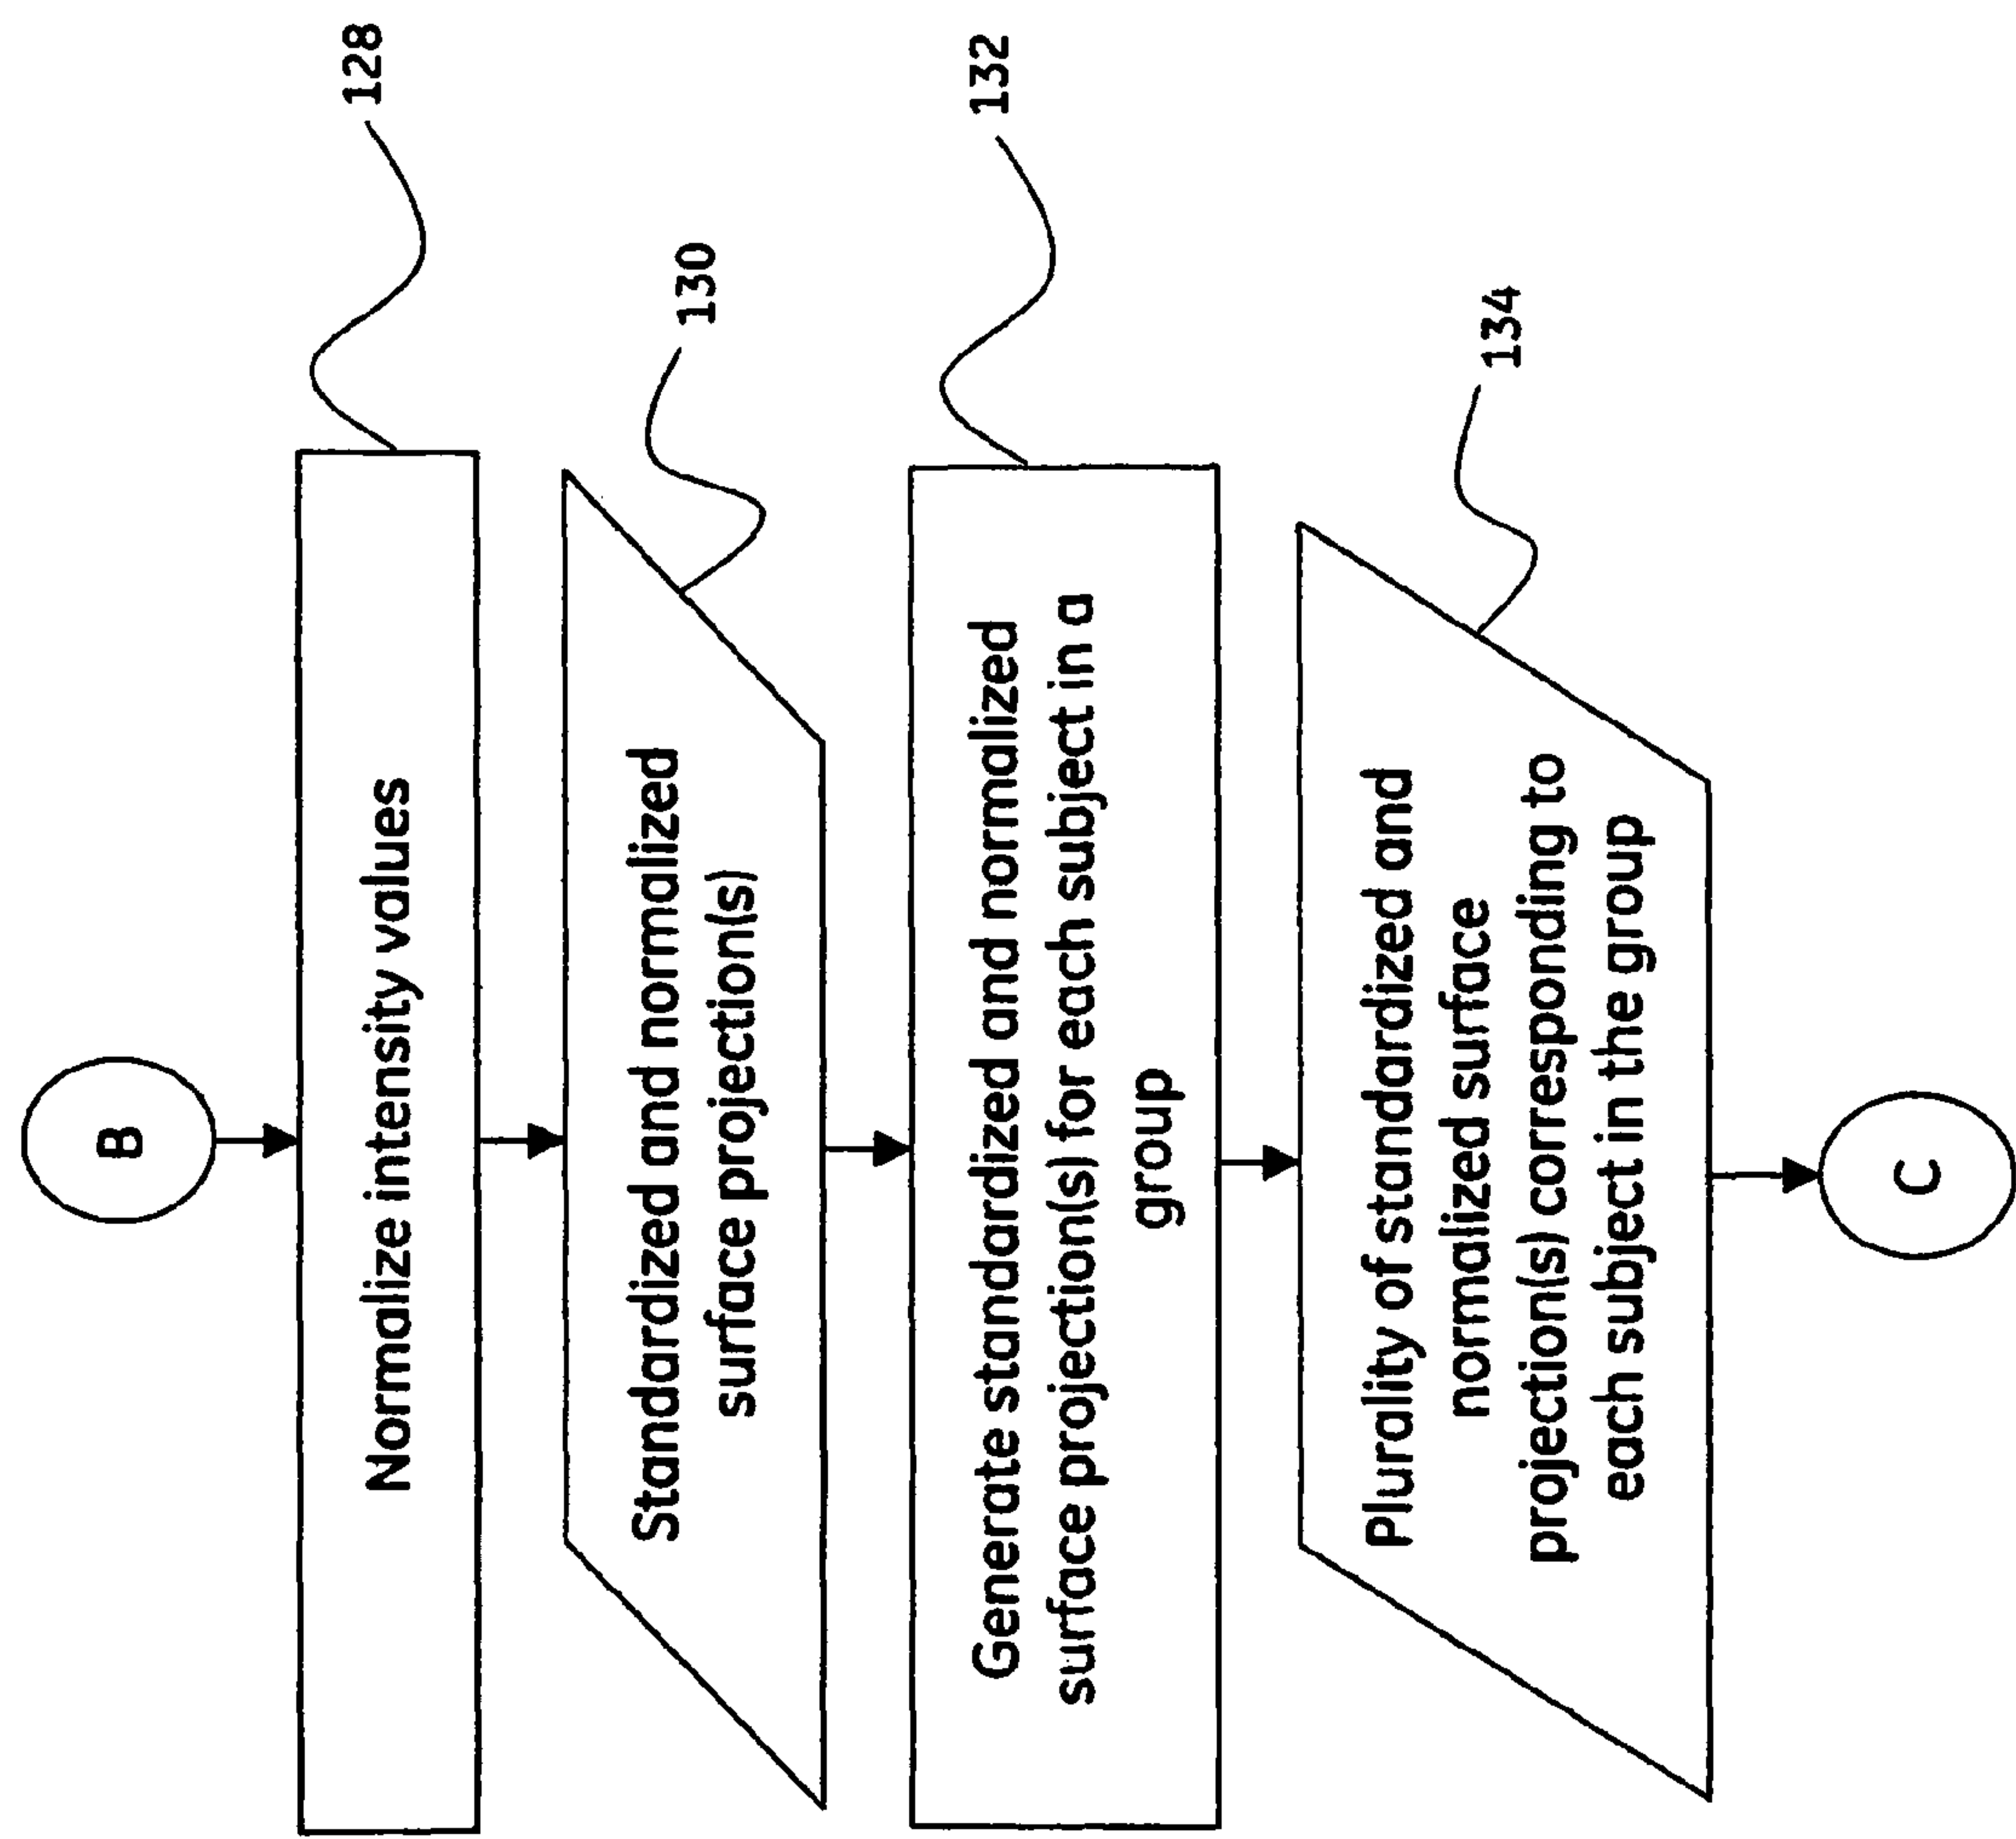 B
Normalize intensity values
128
Standardized and normalized
surface projection(s)
130
Generate standardized and normalized
surface projection(s) for each subject in a
group
132
Plurality of standardized and
normalized surface
projection(s) corresponding to
each subject in the group
134
C